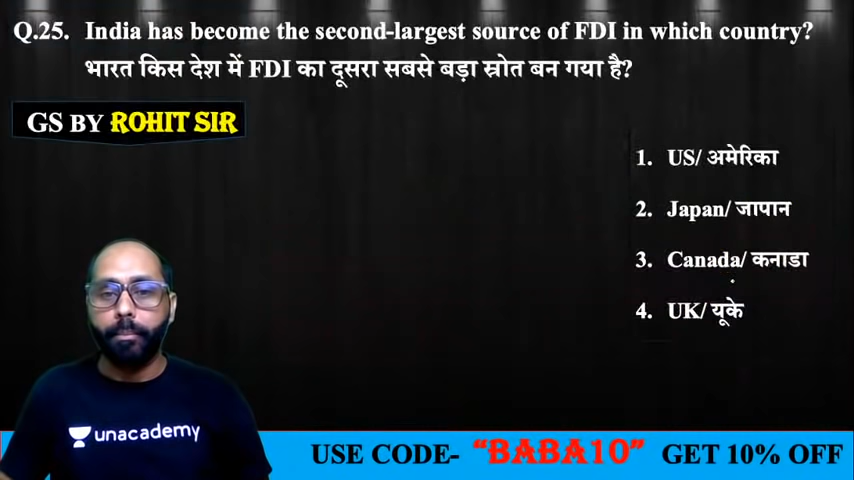 Q.25. India has become the second-largest source of FDI in which country?
भारत किस देश में FDI का दूसरा सबसे बड़ा स्रोत बन गया है?
GS BY ROHIT SIR
1. US/ अमेरिका
2. Japan/ जापान
3. Canada/ कनाडा
4. UK/ यूके
unacademy
USE CODE- “BABA10” GET 10% OFF